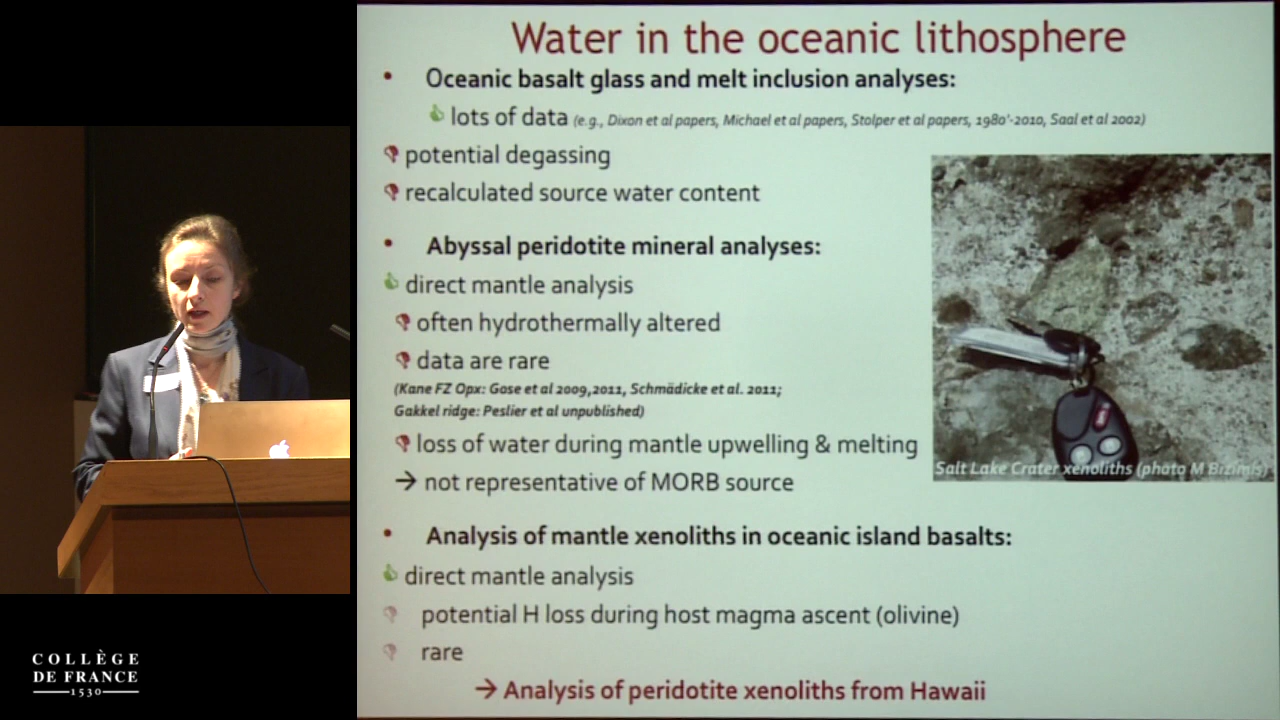 Water in the oceanic lithosphere
• Oceanic basalt glass and melt inclusion analyses:
lots of data (e.g., Dixon et al papers, Michael et al papers, Stolper et al papers, 1980'-2010, Saal et al 2002)
potential degassing
recalculated source water content
• Abyssal peridotite mineral analyses:
direct mantle analysis
often hydrothermally altered
data are rare
(Kane FZ Opx: Gose et al 2009,2011, Schmädicke et al. 2011;
Gakkel ridge: Peslier et al unpublished)
loss of water during mantle upwelling & melting
→ not representative of MORB source
Salt Lake Crater xenoliths (photo M Bizimis)
• Analysis of mantle xenoliths in oceanic island basalts:
direct mantle analysis
potential H loss during host magma ascent (olivine)
rare
→ Analysis of peridotite xenoliths from Hawaii
COLLÈGE
DE FRANCE
1530